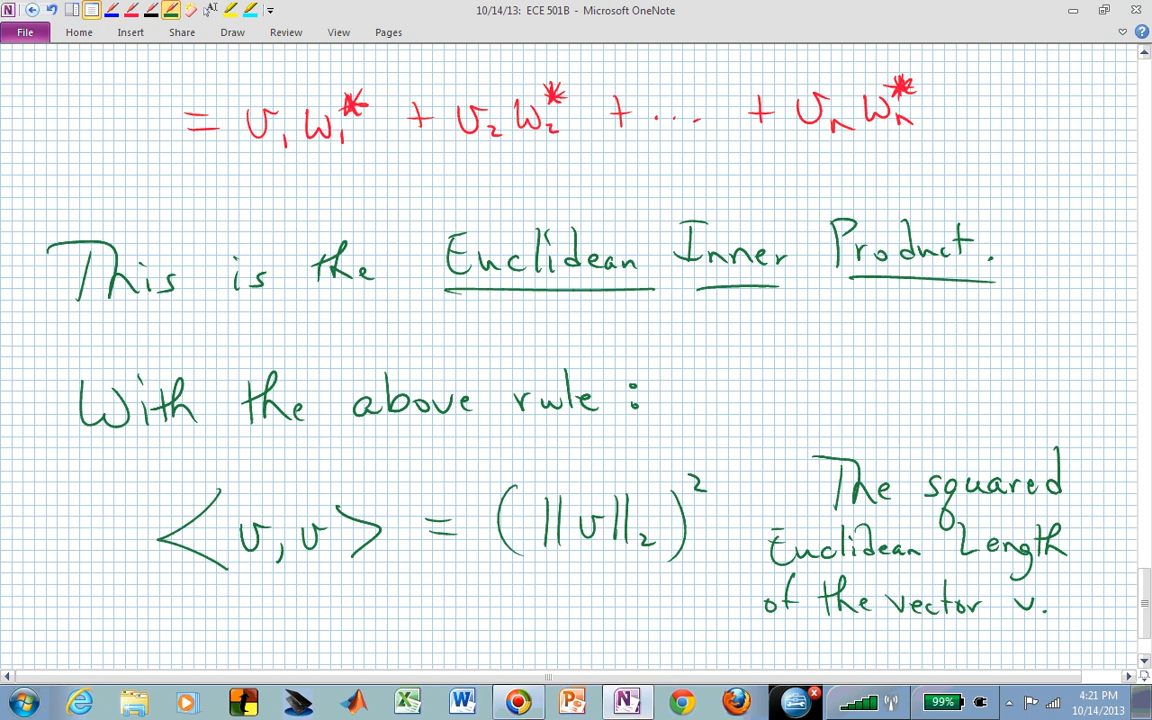 10/14/13: ECE 501B - Microsoft OneNote
File Home Insert Share Draw Review View Pages
= v₁w₁* + v₂w₂* + ... + vₙwₙ*
This is the Euclidean Inner Product.
With the above rule :
<v,v> = (||v||₂)²
The squared
Euclidean Length
of the vector v.
99%
4:21 PM
10/14/2013